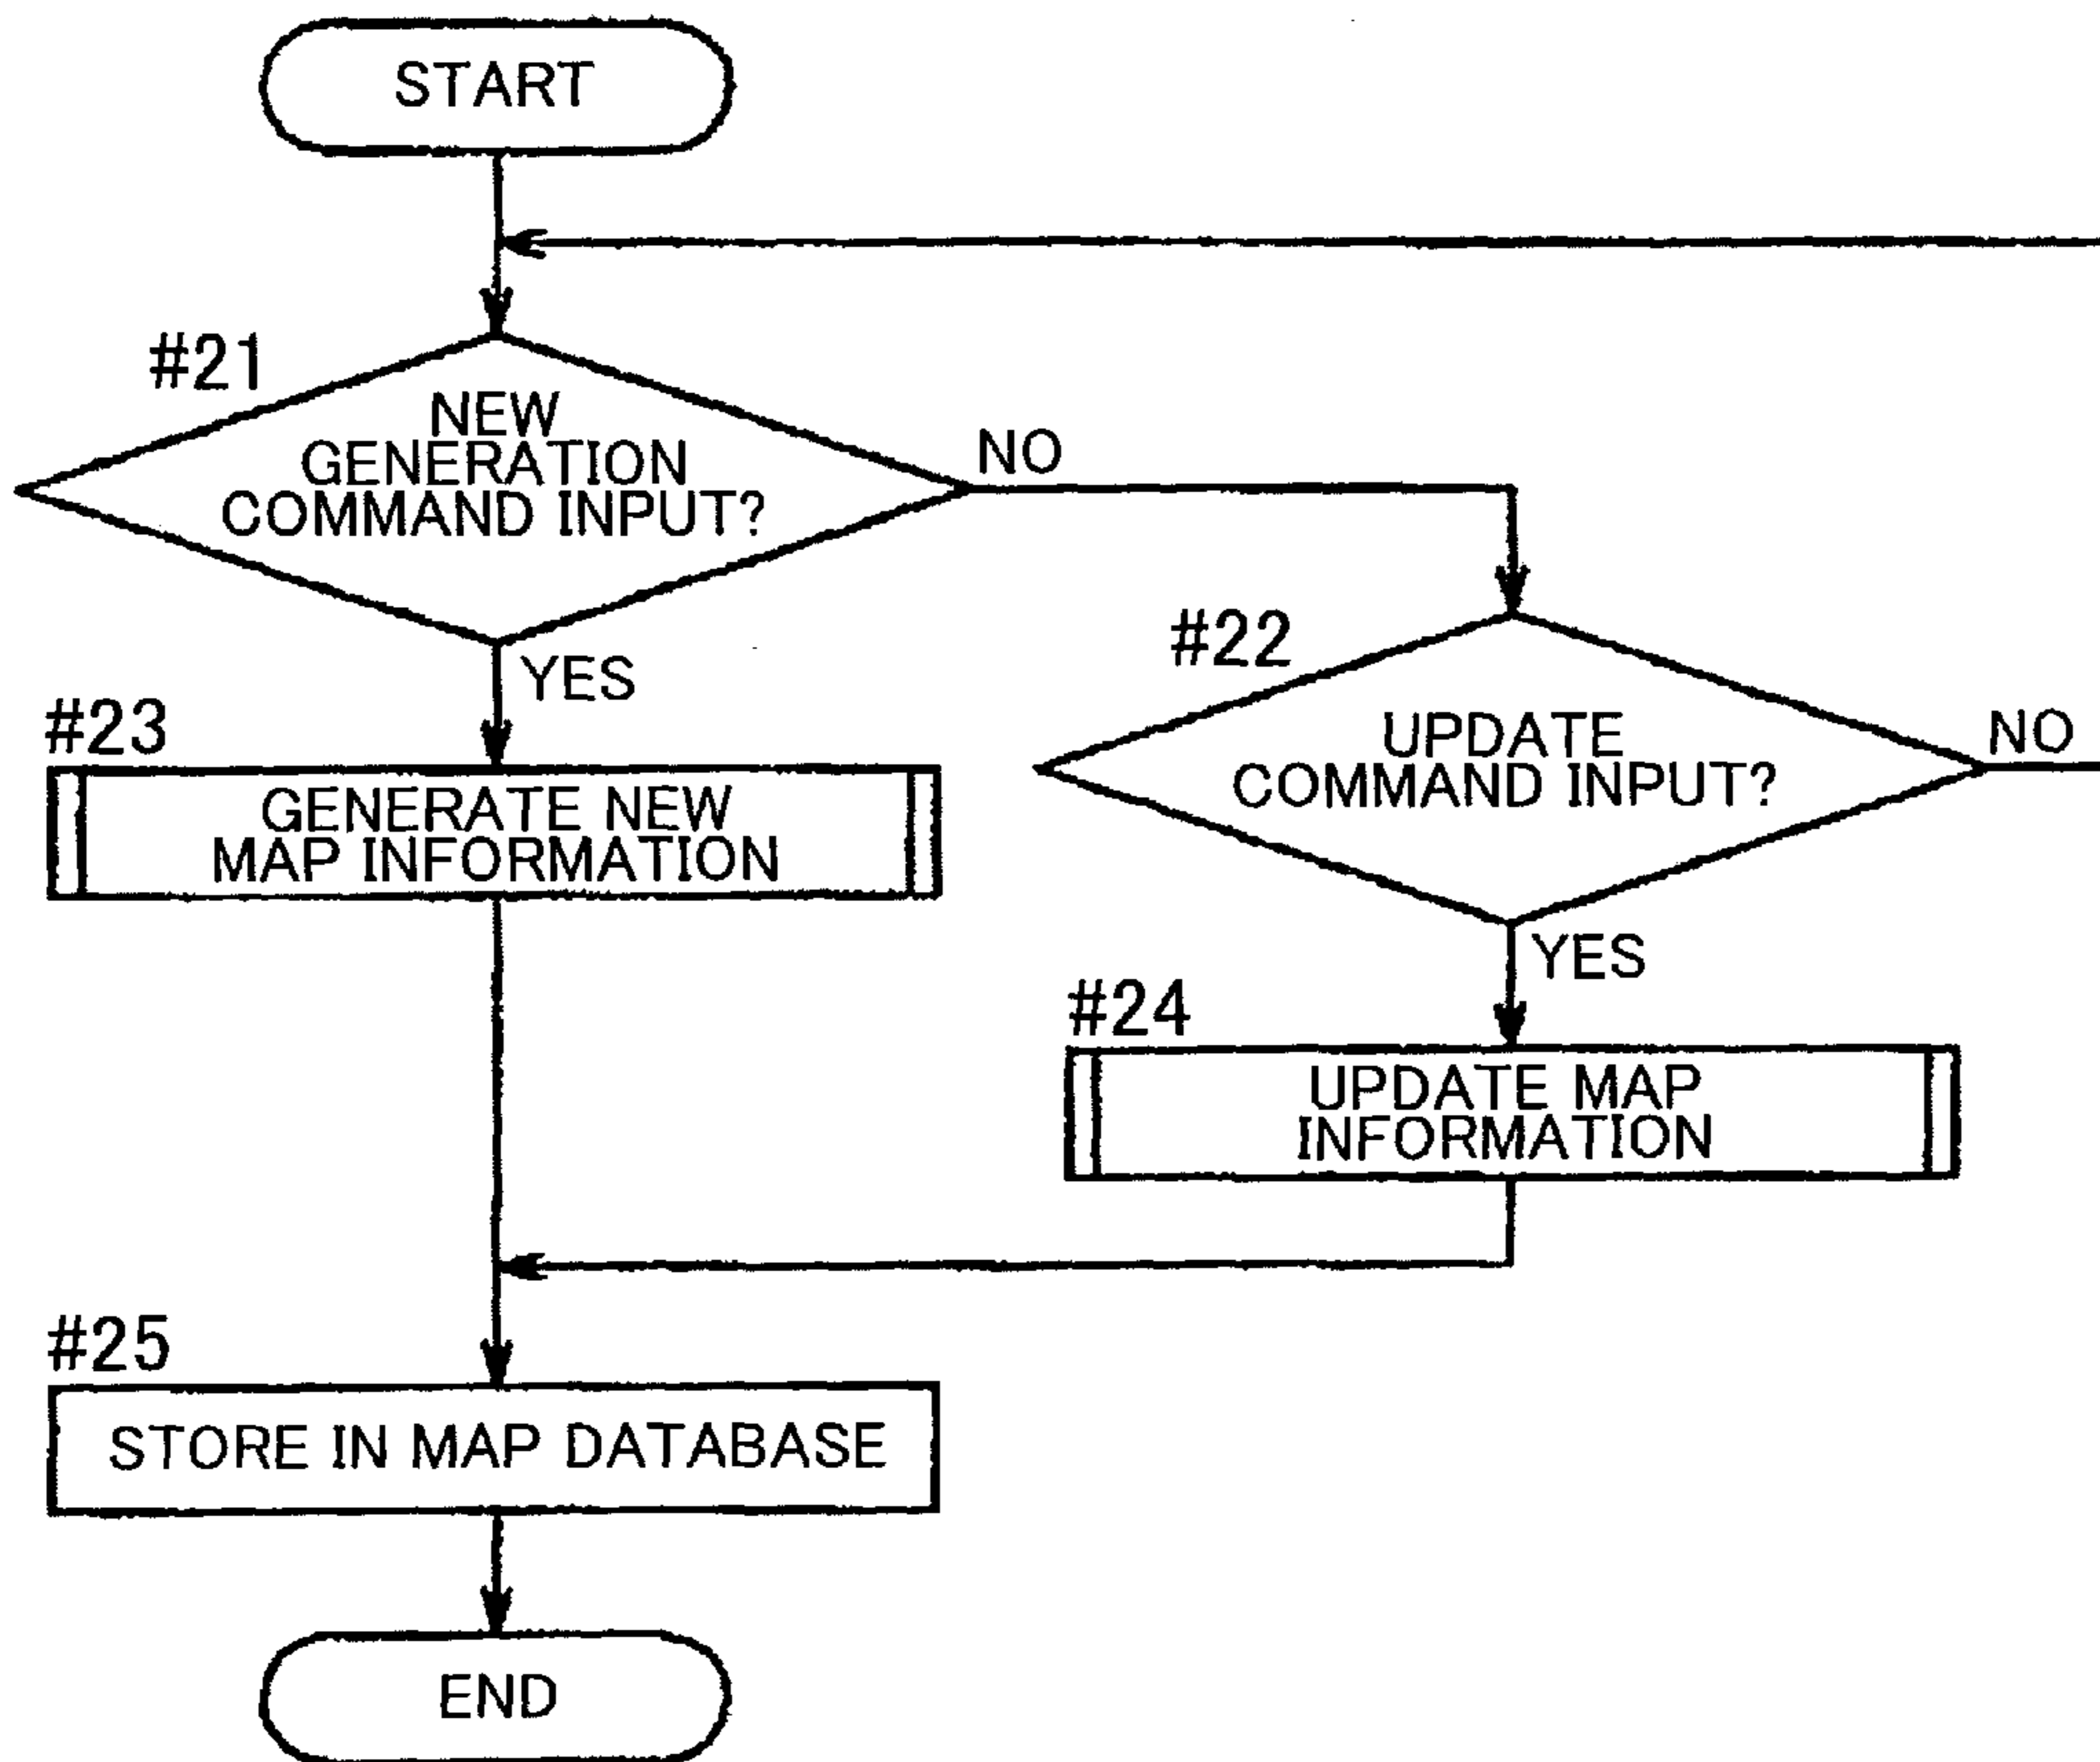 START
#21
NEW
GENERATION
COMMAND INPUT?
NO
YES
#22
UPDATE
COMMAND INPUT?
NO
YES
#23
GENERATE NEW
MAP INFORMATION
#24
UPDATE MAP
INFORMATION
#25
STORE IN MAP DATABASE
END